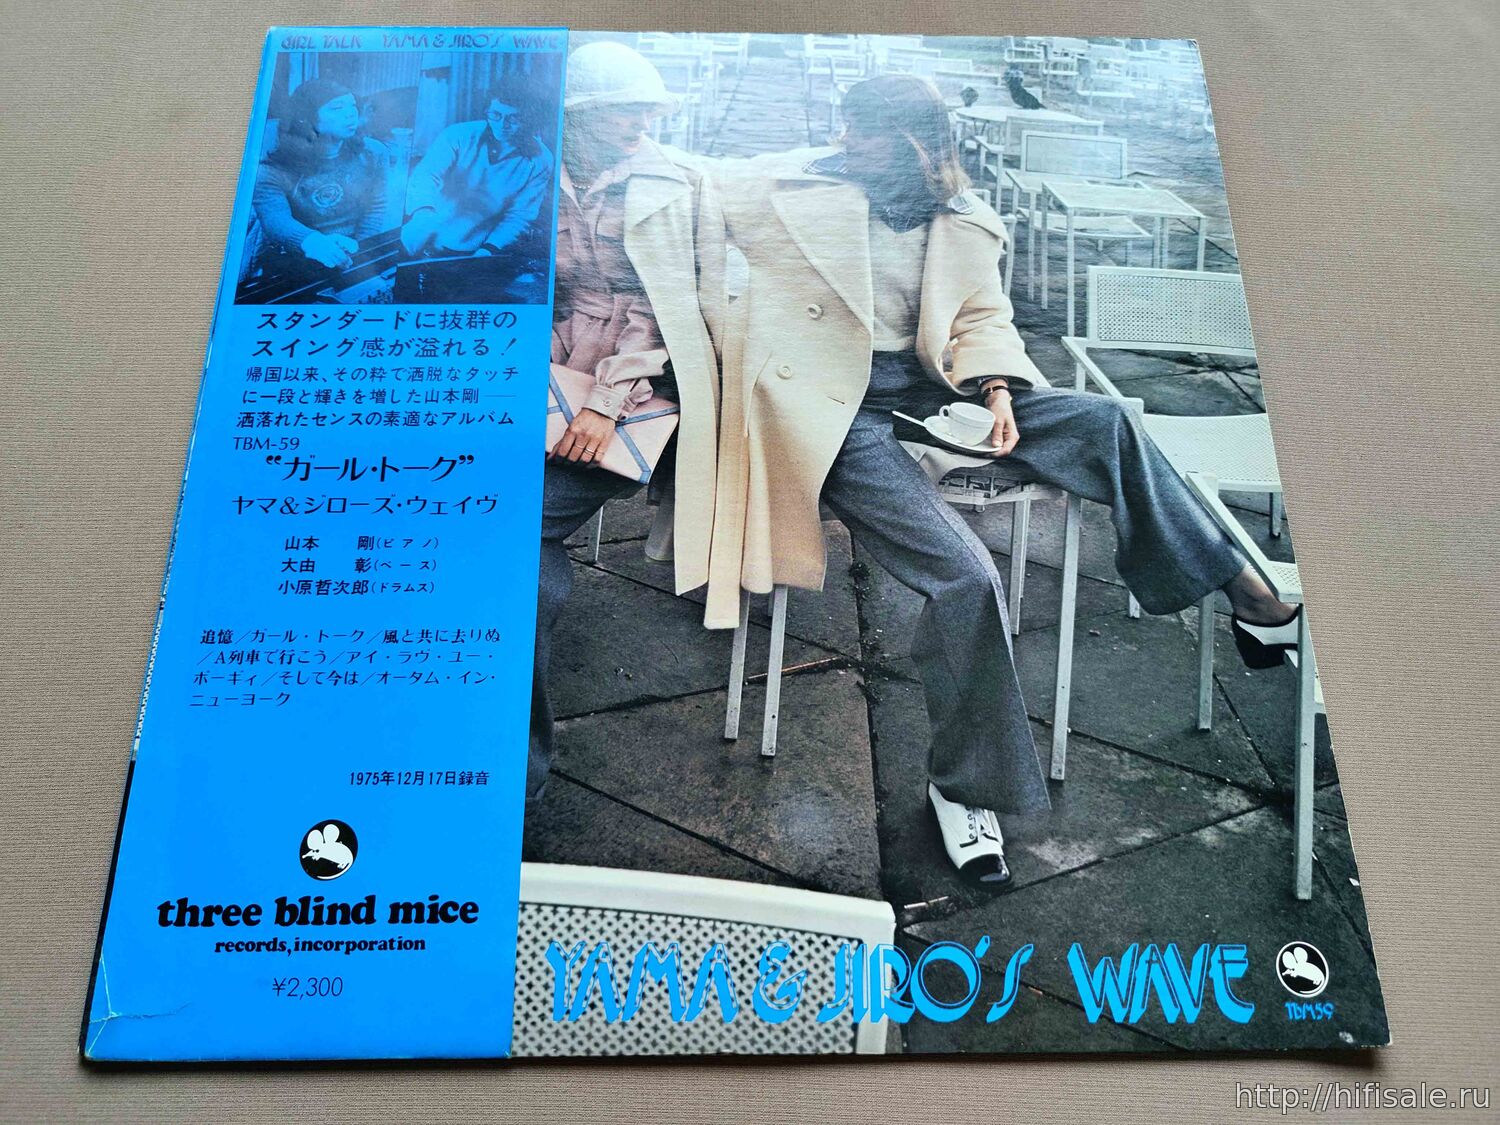 GIRL TALK YAMA & JIRO'S WAVE
スタンダードに抜群の
スイング感が溢れる！
帰国以来、その粋で洒脱なタッチ
に一段と輝きを増した山本剛──
洒落れたセンスの素適なアルバム
TBM-59
“ガール・トーク”
ヤマ&ジローズ・ウェイヴ
山本 剛(ピアノ)
大由 彰(ベース)
小原哲次郎(ドラムス)
追憶／ガール・トーク／風と共に去りぬ
／A列車で行こう／アイ・ラヴ・ユー・
ポーギィ／そして今は／オータム・イン・
ニューヨーク
1975年12月17日録音
three blind mice
records, incorporation
¥2,300
YAMA & JIRO'S WAVE
TBM59
http://hifisale.ru